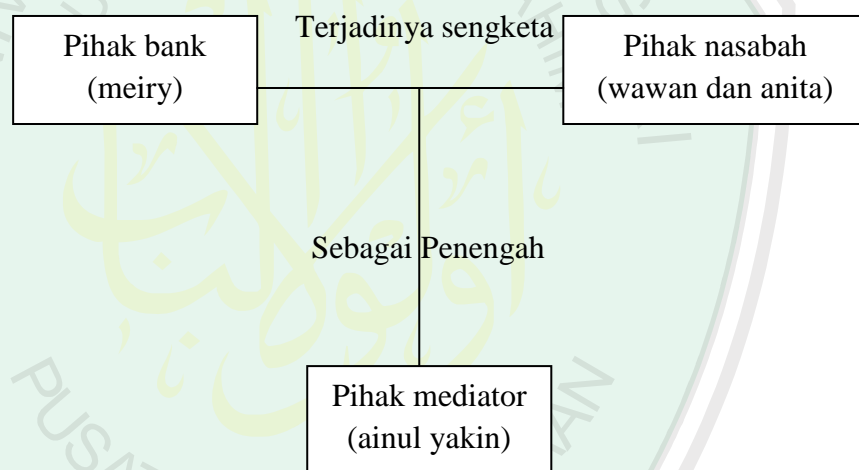 Terjadinya sengketa
Pihak bank
(meiry)
Pihak nasabah
(wawan dan anita)
Sebagai Penengah
Pihak mediator
(ainul yakin)